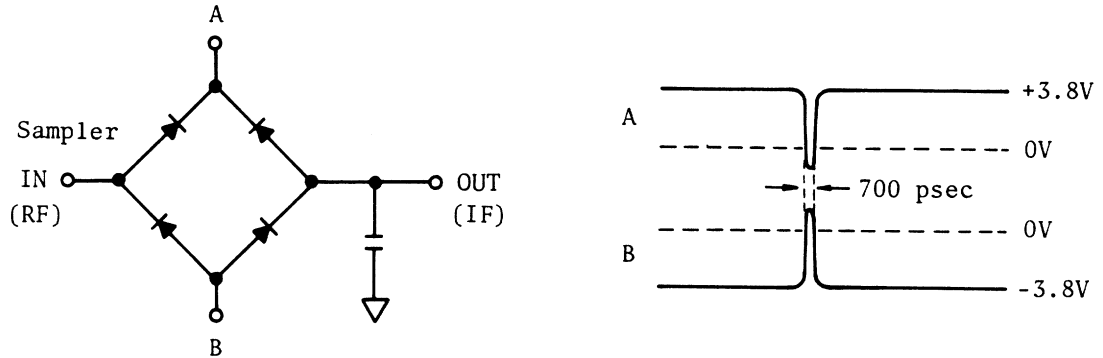 A
Sampler
IN
(RF)
OUT
(IF)
B
A
+3.8V
0V
700 psec
0V
B
-3.8V